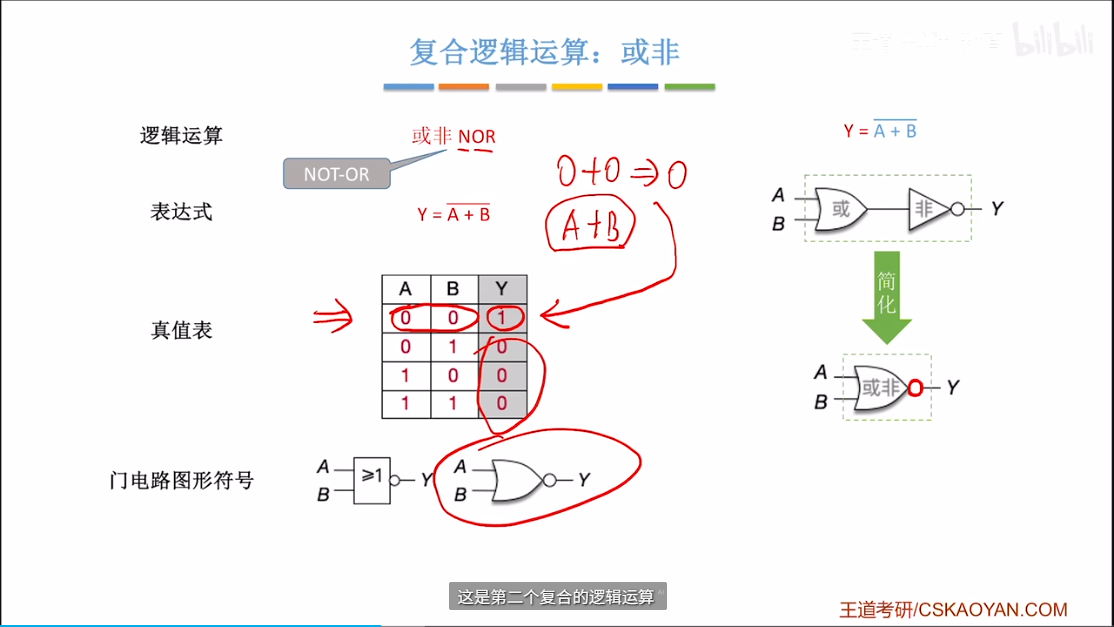 复合逻辑运算：或非
bilibili
逻辑运算
或非 NOR
NOT-OR
表达式
Y = \overline{A + B}
0+0⇒0
A+B
真值表
A B Y
0 0 1
0 1 0
1 0 0
1 1 0
门电路图形符号
A
B
≥1
Y
A
B
Y
Y = \overline{A + B}
A
B
或
非
Y
简
化
A
B
或非
Y
这是第二个复合的逻辑运算
王道考研/CSKAOYAN.COM